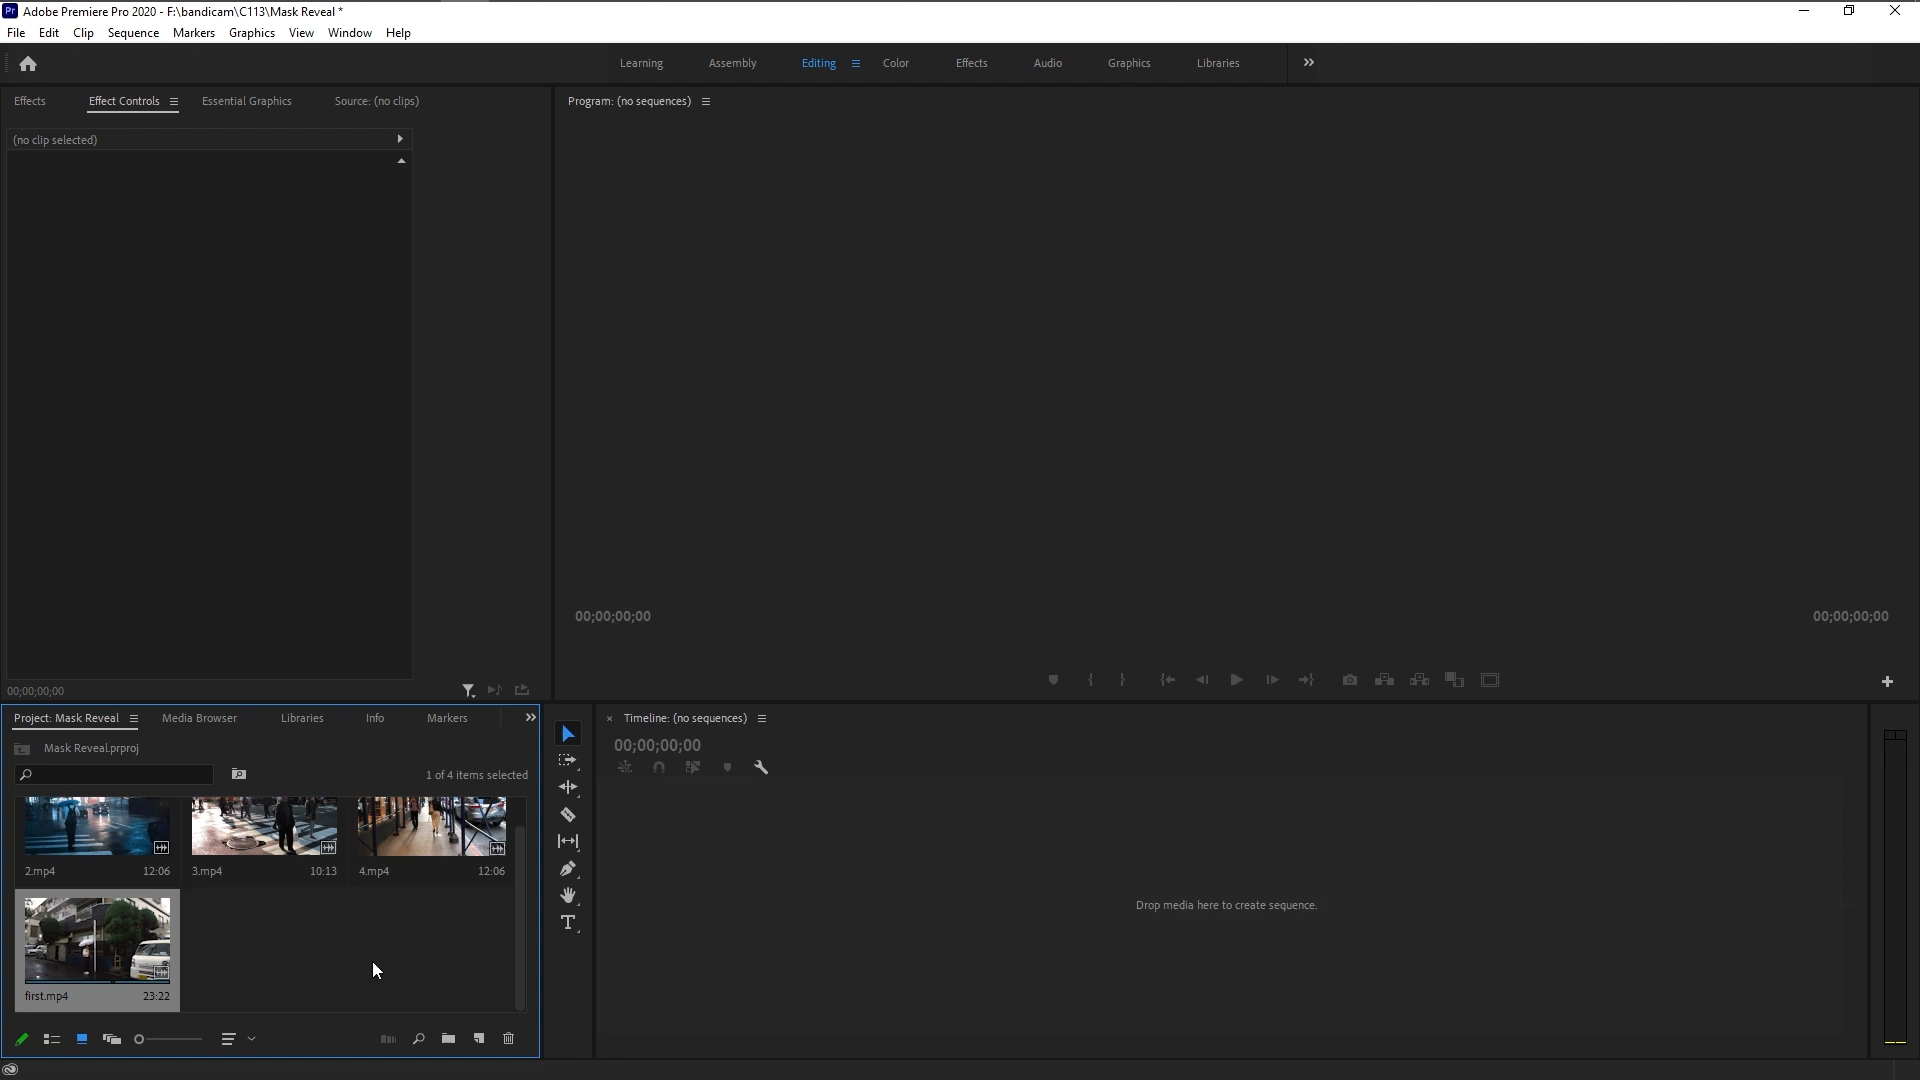 Adobe Premiere Pro 2020 - F:\bandicam\C113\Mask Reveal *
File Edit Clip Sequence Markers Graphics View Window Help
Learning Assembly Editing Color Effects Audio Graphics Libraries
Effects Effect Controls Essential Graphics Source: (no clips)
Program: (no sequences)
(no clip selected)
00;00;00;00
00;00;00;00
00;00;00;00
Project: Mask Reveal Media Browser Libraries Info Markers
Mask Reveal.prproj
1 of 4 items selected
2.mp4 12:06
3.mp4 10:13
4.mp4 12:06
first.mp4 23:22
Timeline: (no sequences)
00;00;00;00
Drop media here to create sequence.